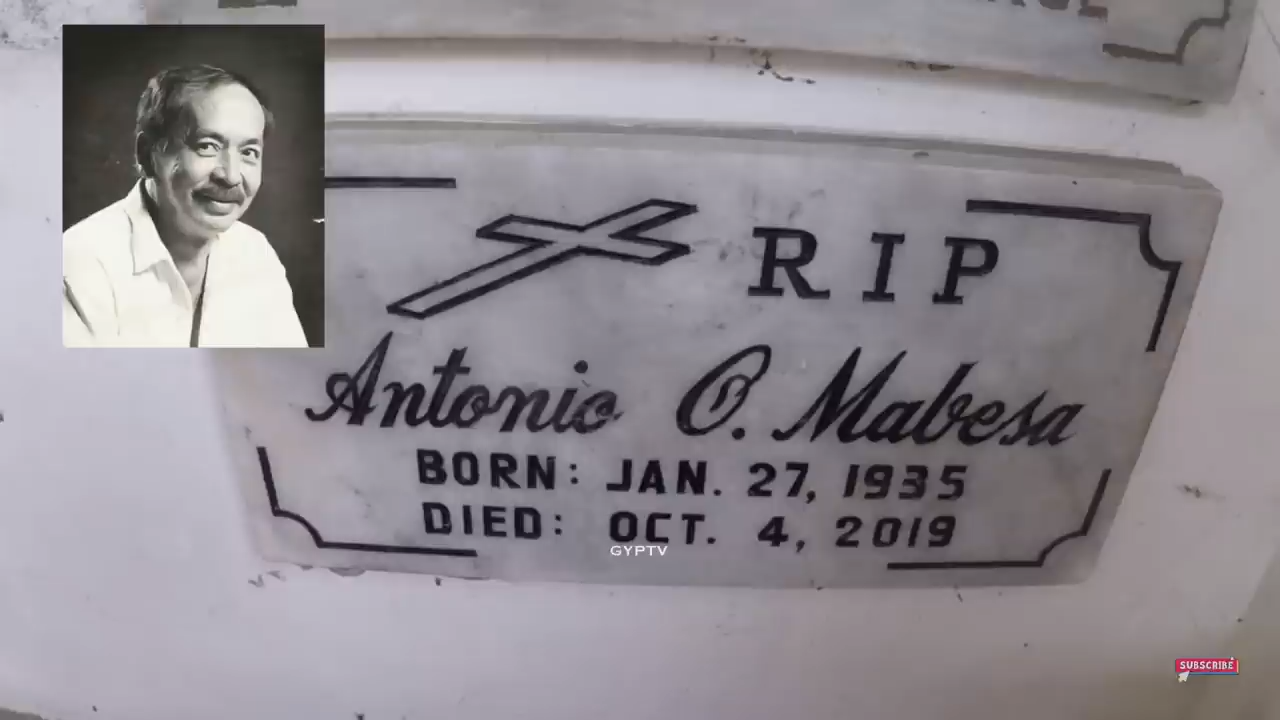 RIP
Antonio C. Mabesa
BORN: JAN. 27, 1935
DIED: OCT. 4, 2019
GYPTV
SUBSCRIBE